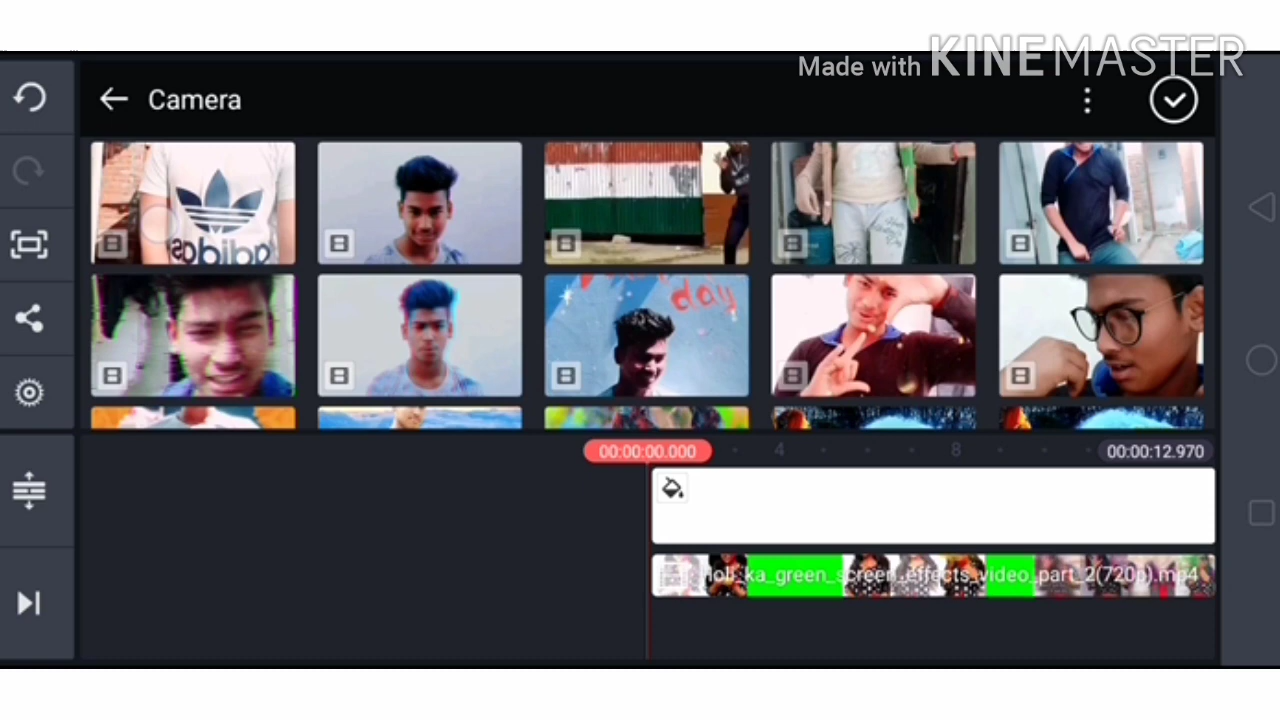 Made with KINEMASTER
Camera
adidas
day
00:00:00.000
4
8
00:00:12.970
Holi_ka_green_screen_effects_video_part_2(720p).mp4